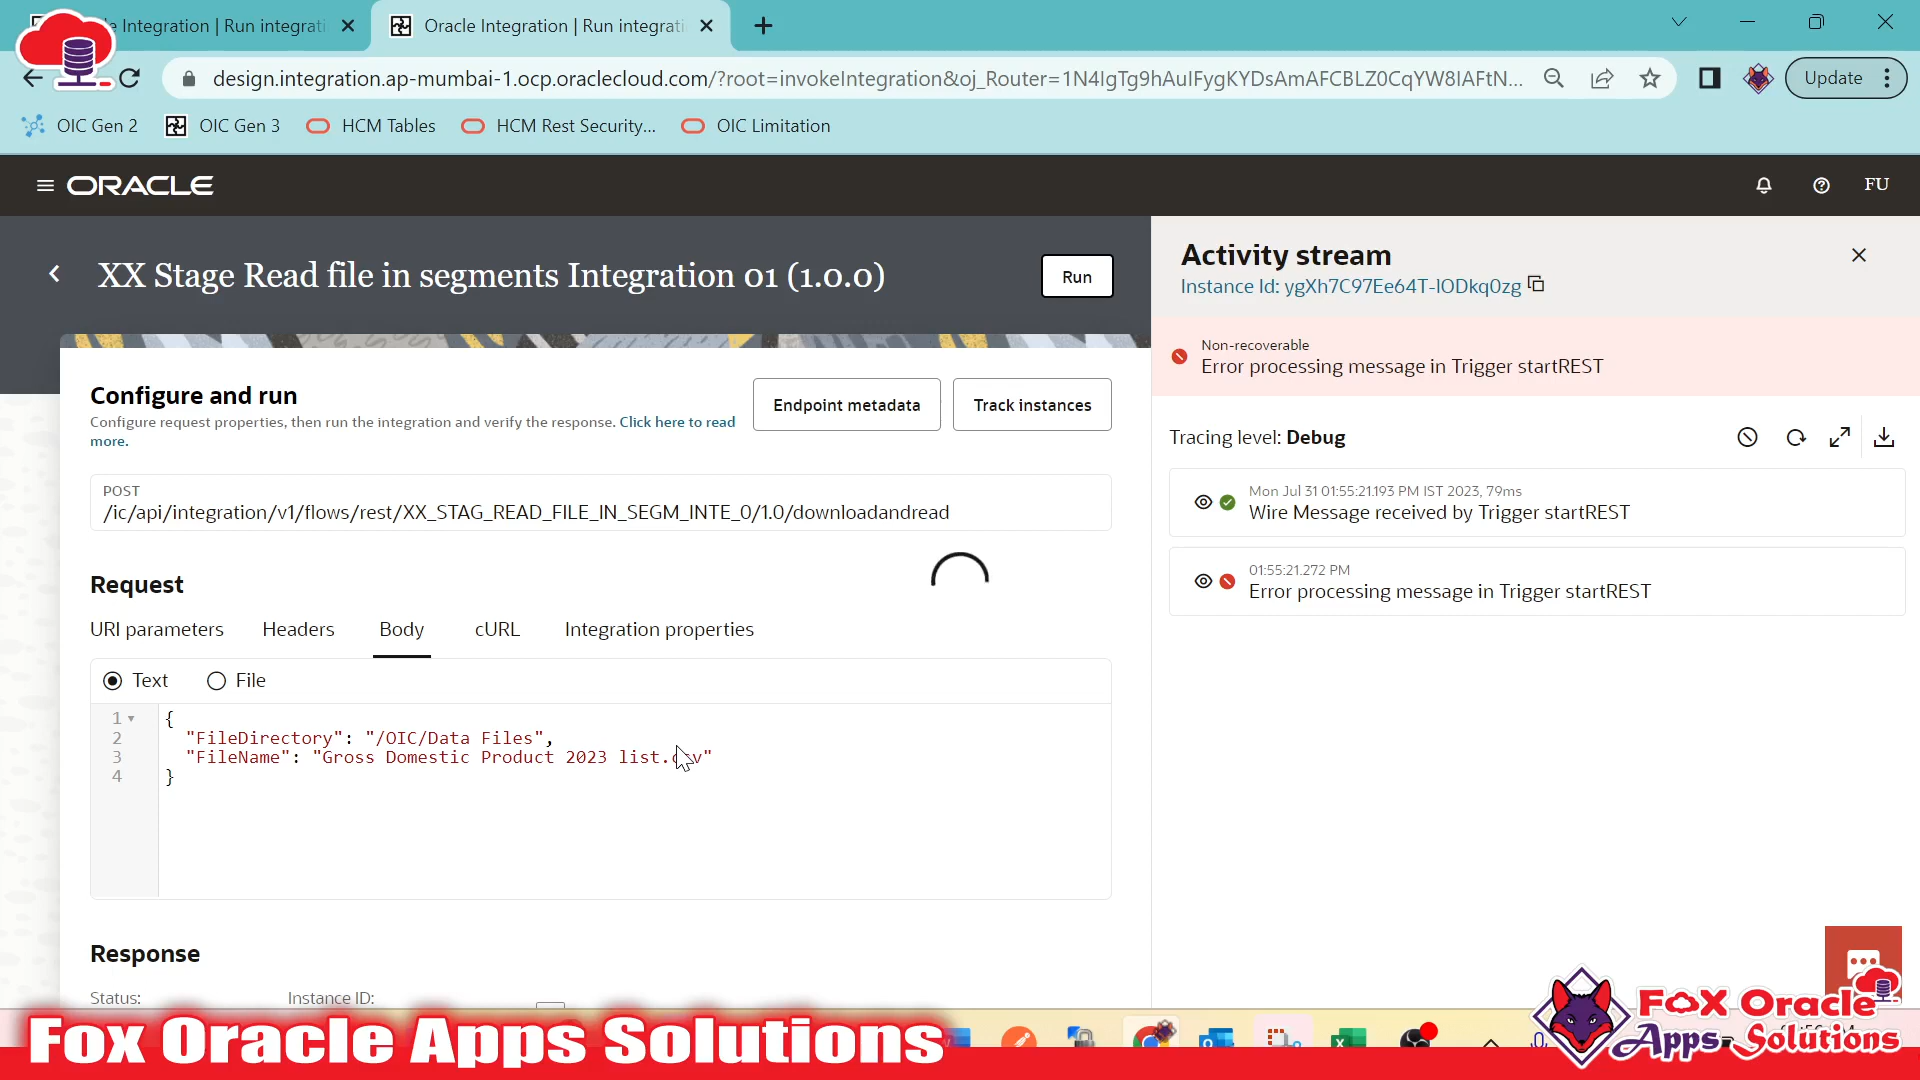 e Integration | Run integrati
Oracle Integration | Run integrati
design.integration.ap-mumbai-1.ocp.oraclecloud.com/?root=invokeIntegration&oj_Router=1N4IgTg9hAuIFygKYDsAmAFCBLZ0CqYW8IAFtN...
Update
OIC Gen 2
OIC Gen 3
HCM Tables
HCM Rest Security...
OIC Limitation
ORACLE
FU
XX Stage Read file in segments Integration 01 (1.0.0)
Run
Activity stream
Instance Id: ygXh7C97Ee64T-IODkq0zg
Non-recoverable
Error processing message in Trigger startREST
Configure and run
Configure request properties, then run the integration and verify the response. Click here to read
more.
Endpoint metadata
Track instances
Tracing level: Debug
POST
/ic/api/integration/v1/flows/rest/XX_STAG_READ_FILE_IN_SEGM_INTE_0/1.0/downloadandread
Mon Jul 31 01:55:21.193 PM IST 2023, 79ms
Wire Message received by Trigger startREST
01:55:21.272 PM
Error processing message in Trigger startREST
Request
URI parameters
Headers
Body
cURL
Integration properties
Text
File
1 {
2 "FileDirectory": "/OIC/Data Files",
3 "FileName": "Gross Domestic Product 2023 list.csv"
4 }
Response
Status:
Instance ID:
Fox Oracle Apps Solutions
FOX Oracle
Apps Solutions